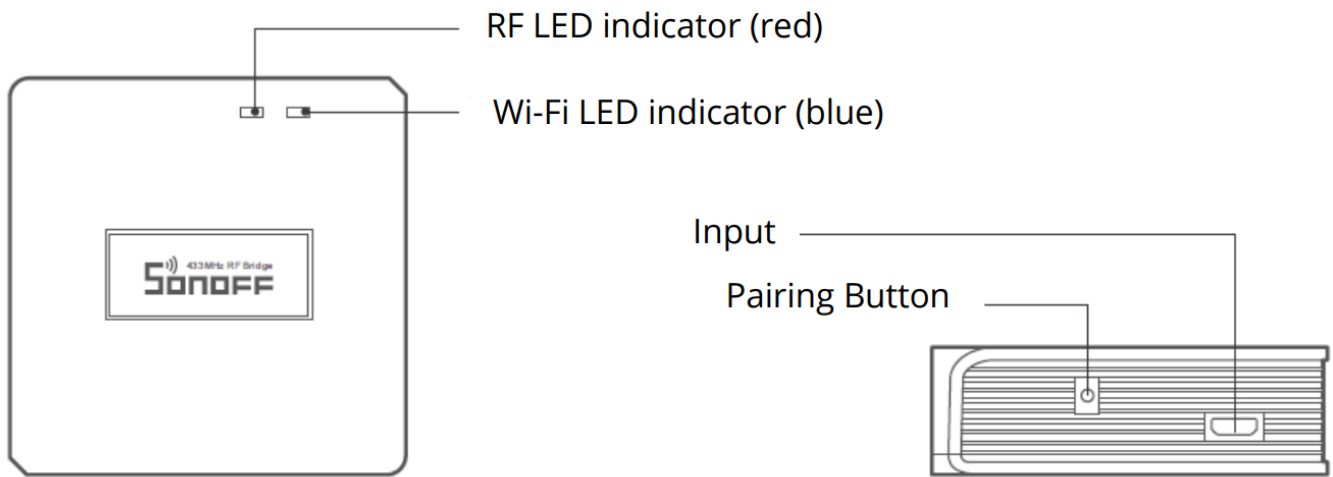 RF LED indicator (red)
Wi-Fi LED indicator (blue)
433MHz RF Bridge
SONOFF
Input
Pairing Button